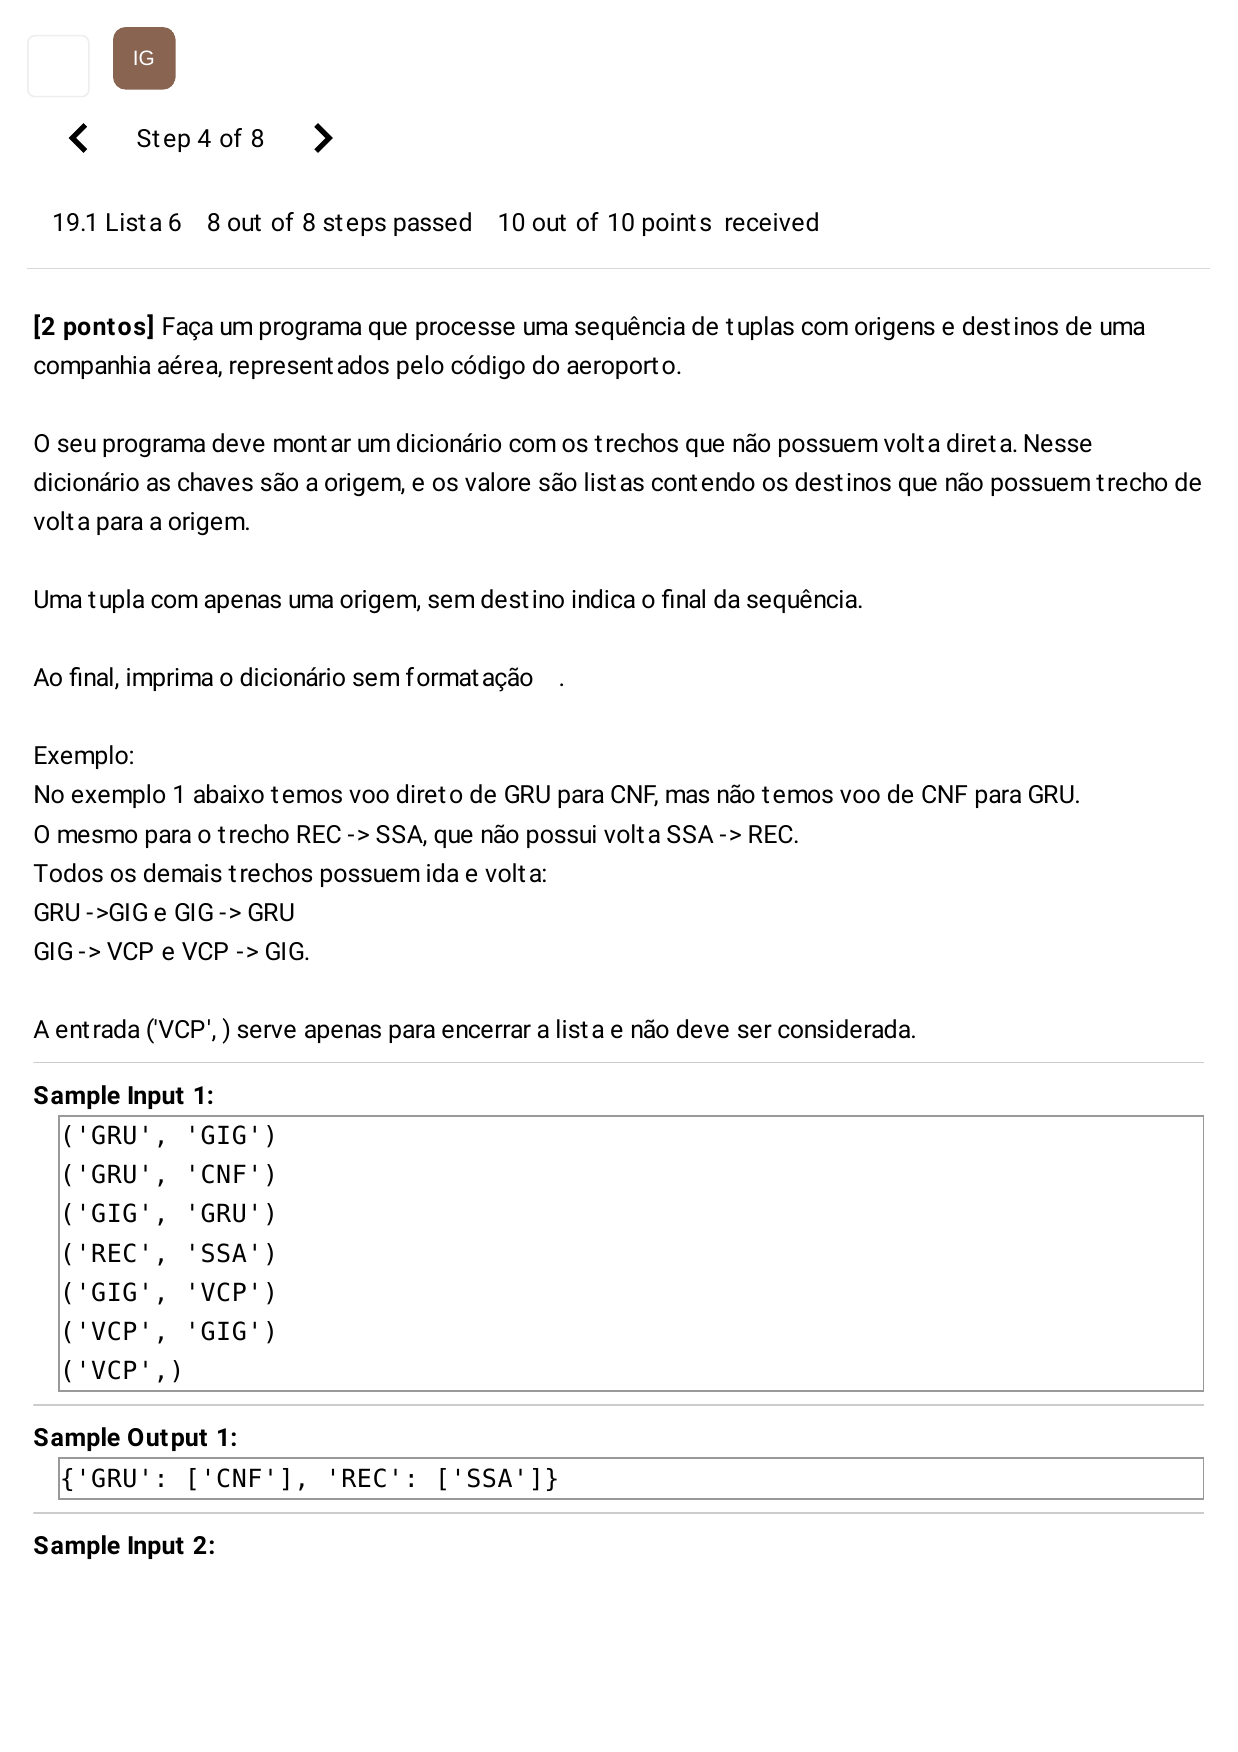 IG
Step 4 of 8
19.1 Lista 6 8 out of 8 steps passed 10 out of 10 points received
[2 pontos] Faça um programa que processe uma sequência de tuplas com origens e destinos de uma
companhia aérea, representados pelo código do aeroporto.
O seu programa deve montar um dicionário com os trechos que não possuem volta direta. Nesse
dicionário as chaves são a origem, e os valore são listas contendo os destinos que não possuem trecho de
volta para a origem.
Uma tupla com apenas uma origem, sem destino indica o final da sequência.
Ao final, imprima o dicionário sem formatação .
Exemplo:
No exemplo 1 abaixo temos voo direto de GRU para CNF, mas não temos voo de CNF para GRU.
O mesmo para o trecho REC -> SSA, que não possui volta SSA -> REC.
Todos os demais trechos possuem ida e volta:
GRU ->GIG e GIG -> GRU
GIG -> VCP e VCP -> GIG.
A entrada ('VCP', ) serve apenas para encerrar a lista e não deve ser considerada.
Sample Input 1:
('GRU', 'GIG')
('GRU', 'CNF')
('GIG', 'GRU')
('REC', 'SSA')
('GIG', 'VCP')
('VCP', 'GIG')
('VCP',)
Sample Output 1:
{'GRU': ['CNF'], 'REC': ['SSA']}
Sample Input 2: